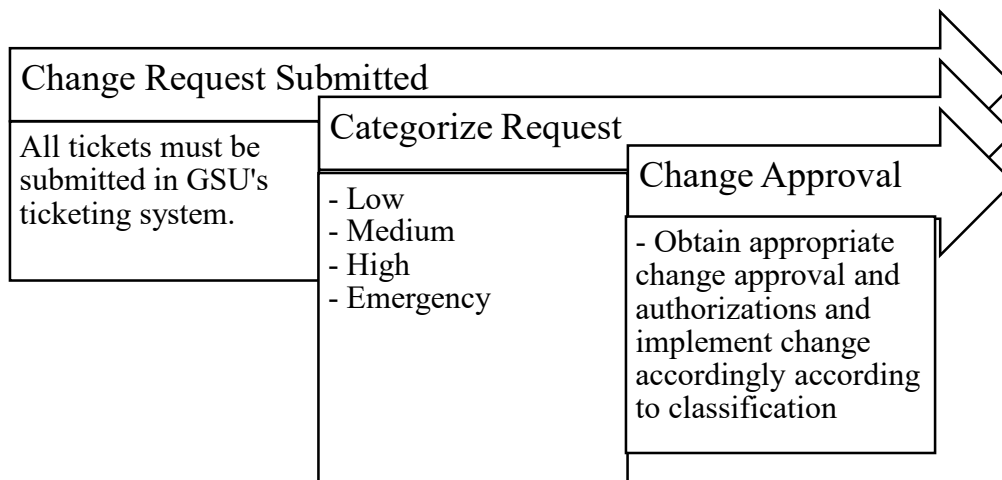 Change Request Submitted
All tickets must be
submitted in GSU's
ticketing system.
Categorize Request
- Low
- Medium
- High
- Emergency
Change Approval
- Obtain appropriate
change approval and
authorizations and
implement change
accordingly according
to classification